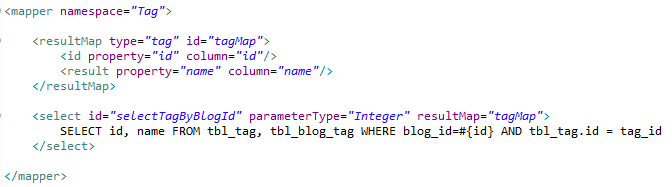 <mapper namespace="Tag">
<resultMap type="tag" id="tagMap">
<id property="id" column="id"/>
<result property="name" column="name"/>
</resultMap>
<select id="selectTagByBlogId" parameterType="Integer" resultMap="tagMap">
SELECT id, name FROM tbl_tag, tbl_blog_tag WHERE blog_id=#{id} AND tbl_tag.id = tag_id
</select>
</mapper>